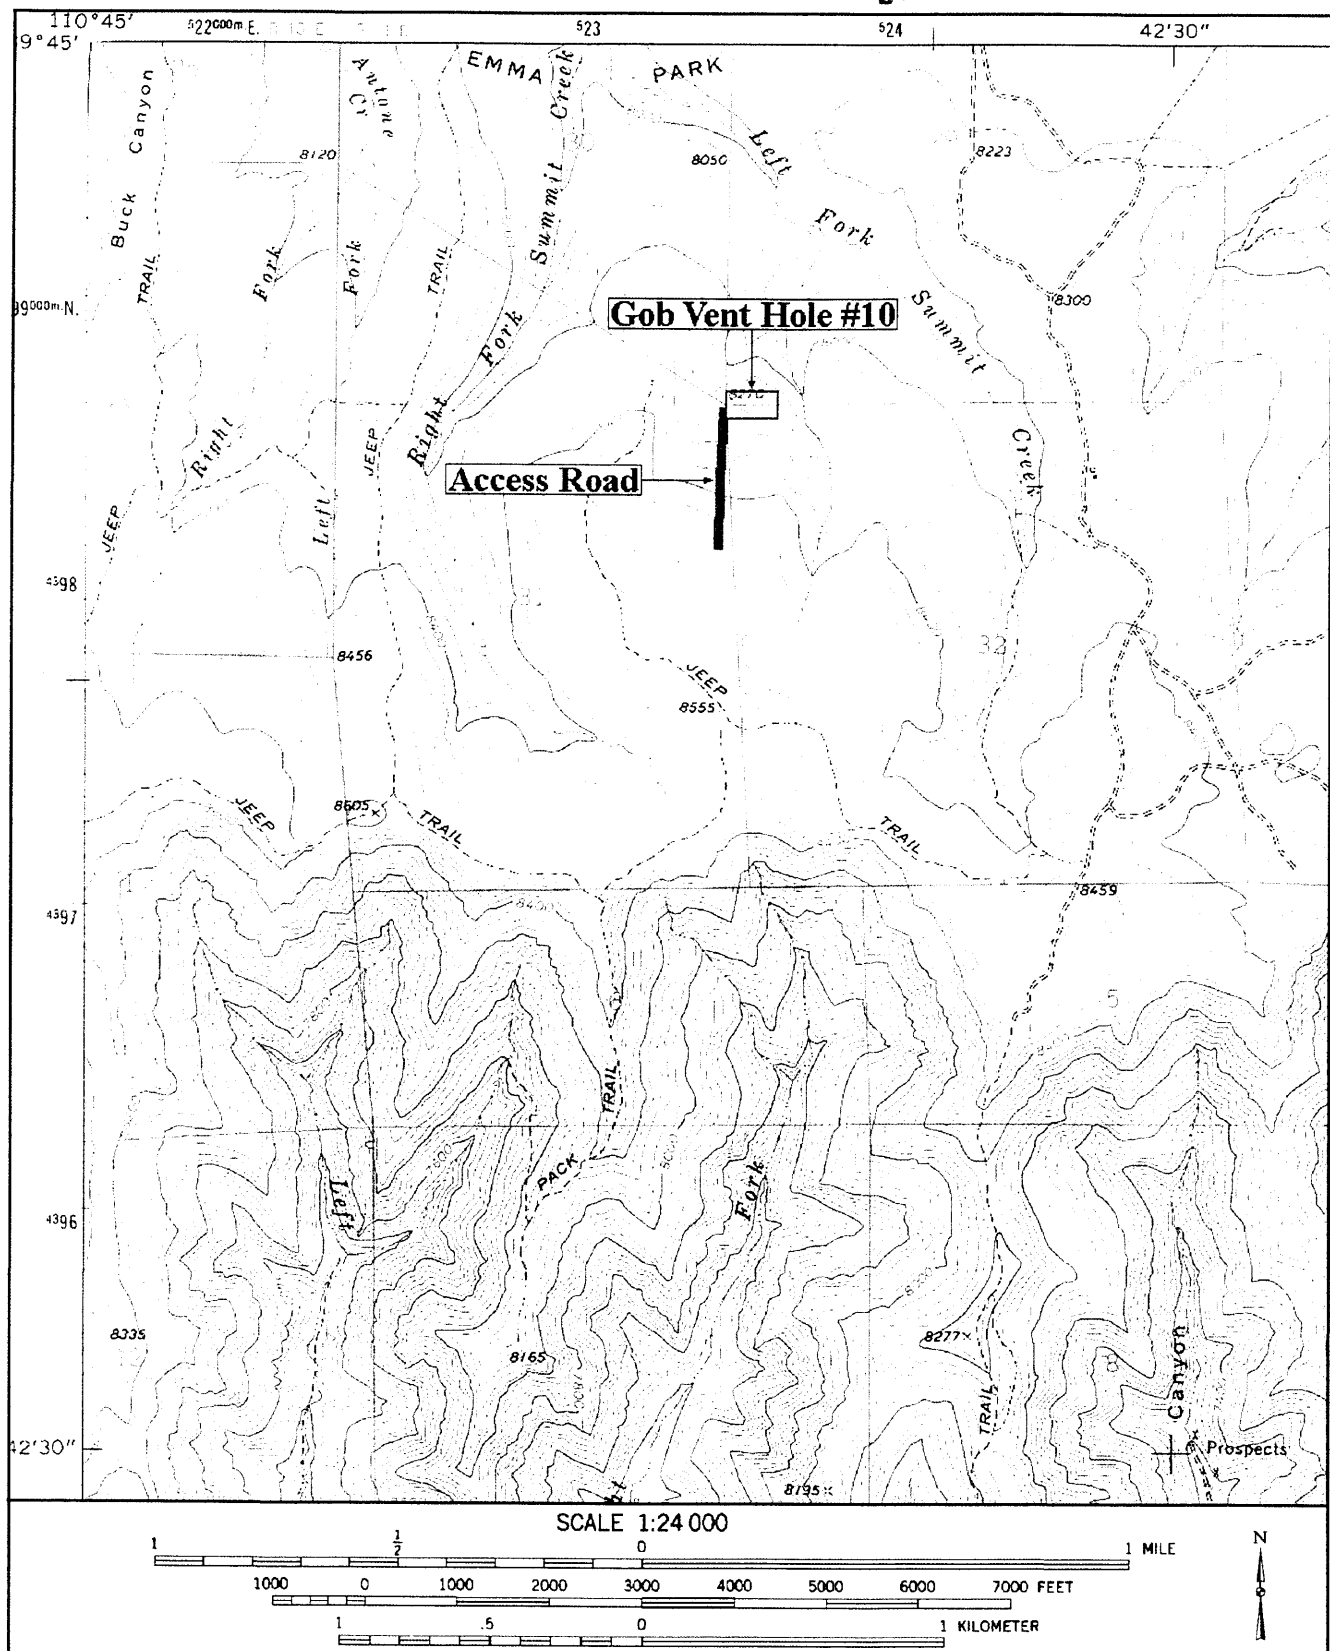 110°45' 522000m E. 523 524 42'30"
9°45'
EMMA PARK
Buck Canyon
Antone Cr
Summit Creek
Left
8120
8050
8223
Fork
TRAIL
Fork
Fork
TRAIL
Summit
8300
000m N.
Gob Vent Hole #10
Fork
Right
Right
JEEP
Creek
Access Road
Left
JEEP
4398
32
8456
JEEP
8555
JEEP
8605
TRAIL
TRAIL
8459
4397
5
TRAIL
PACK
Fork
Left
4396
8335
8165
8277
8
Canyon
TRAIL
2'30"
Prospects
8195
SCALE 1:24 000
1 1/2 0 1 MILE
1000 0 1000 2000 3000 4000 5000 6000 7000 FEET
1 .5 0 1 KILOMETER
N